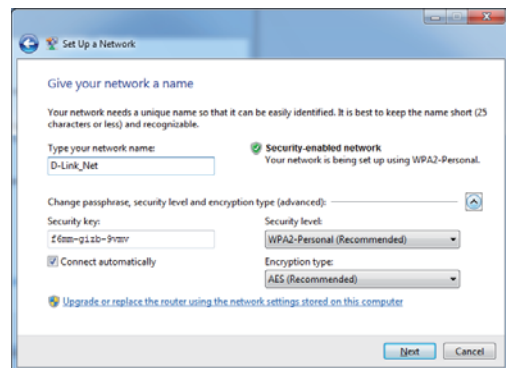 Set Up a Network
Give your network a name
Your network needs a unique name so that it can be easily identified. It is best to keep the name short (25
characters or less) and recognizable.
Type your network name:
D-Link_Net
Security-enabled network
Your network is being set up using WPA2-Personal.
Change passphrase, security level and encryption type (advanced):
Security key:
f6mm-gizb-9vmv
Security level:
WPA2-Personal (Recommended)
Connect automatically
Encryption type:
AES (Recommended)
Upgrade or replace the router using the network settings stored on this computer
Next
Cancel